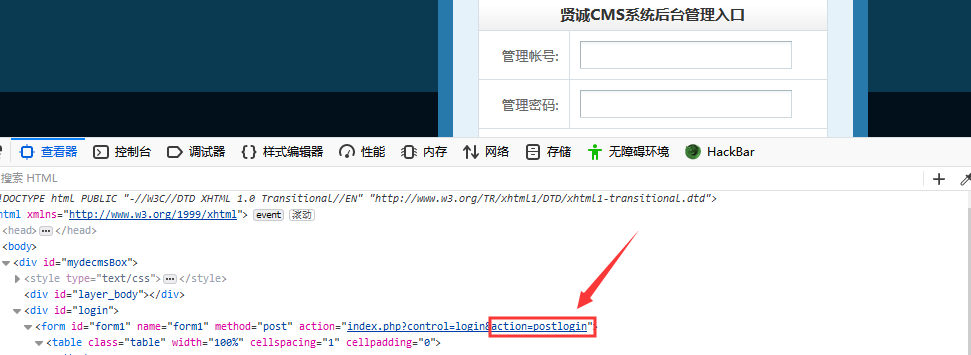 贤诚CMS系统后台管理入口
管理帐号:
管理密码:
查看器 控制台 调试器 样式编辑器 性能 内存 网络 存储 无障碍环境 HackBar
搜索 HTML
!DOCTYPE html PUBLIC "-//W3C//DTD XHTML 1.0 Transitional//EN" "http://www.w3.org/TR/xhtml1/DTD/xhtml1-transitional.dtd">
html xmlns="http://www.w3.org/1999/xhtml"> event 滚动
<head></head>
<body>
<div id="mydecmsBox">
<style type="text/css"></style>
<div id="layer_body"></div>
<div id="login">
<form id="form1" name="form1" method="post" action="index.php?control=login&action=postlogin">
<table class="table" width="100%" cellspacing="1" cellpadding="0">